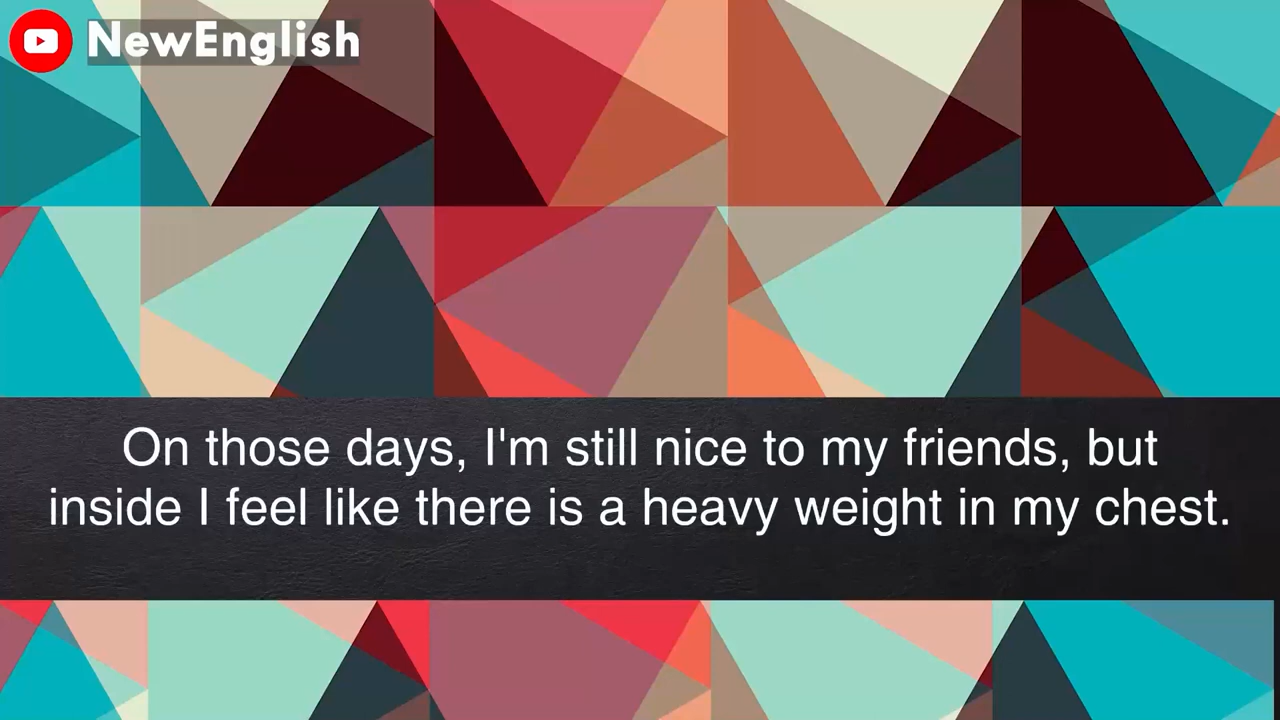 NewEnglish
On those days, I'm still nice to my friends, but
inside I feel like there is a heavy weight in my chest.